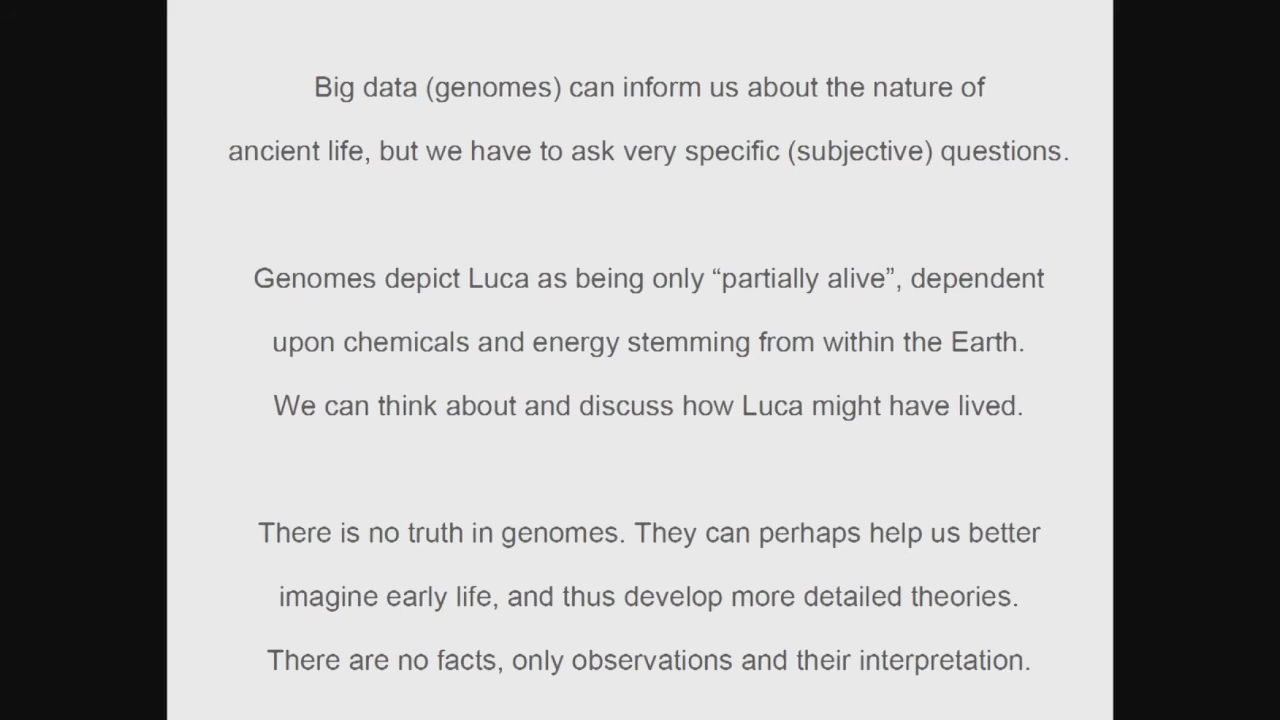 Big data (genomes) can inform us about the nature of
ancient life, but we have to ask very specific (subjective) questions.
Genomes depict Luca as being only “partially alive”, dependent
upon chemicals and energy stemming from within the Earth.
We can think about and discuss how Luca might have lived.
There is no truth in genomes. They can perhaps help us better
imagine early life, and thus develop more detailed theories.
There are no facts, only observations and their interpretation.